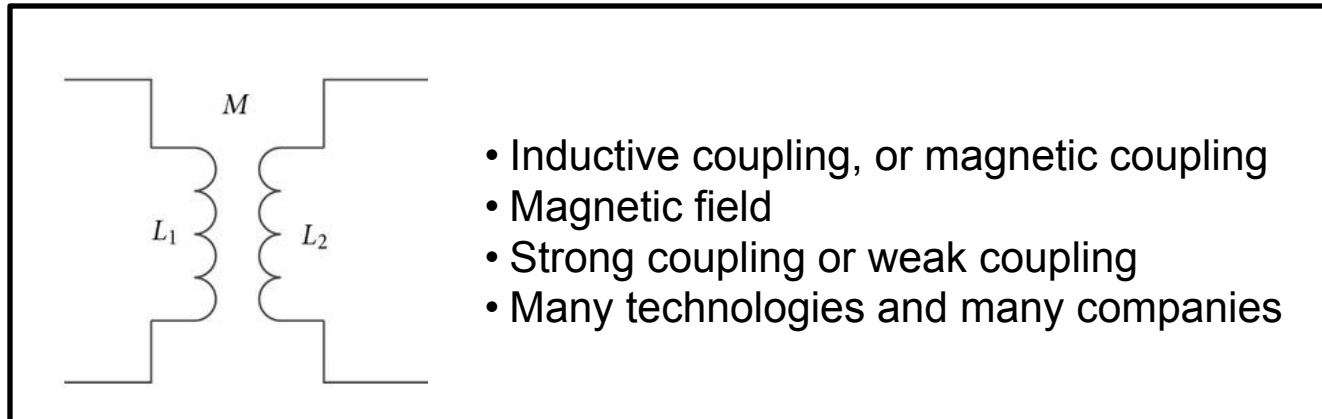 M
L1
L2
• Inductive coupling, or magnetic coupling
• Magnetic field
• Strong coupling or weak coupling
• Many technologies and many companies